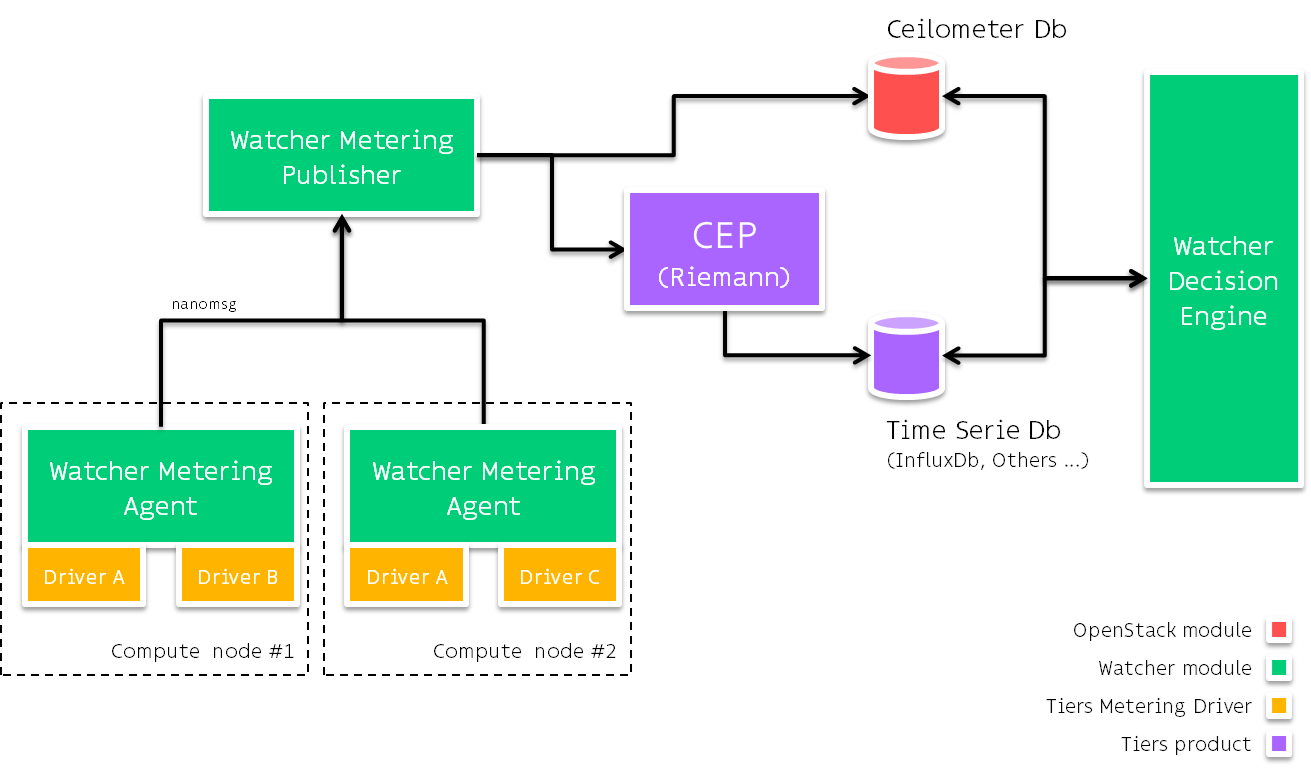 Ceilometer Db
Watcher Metering
Publisher
CEP
(Riemann)
Watcher
Decision
Engine
nanomsg
Time Serie Db
(InfluxDb, Others ...)
Watcher Metering
Agent
Driver A
Driver B
Compute node #1
Watcher Metering
Agent
Driver A
Driver C
Compute node #2
OpenStack module
Watcher module
Tiers Metering Driver
Tiers product